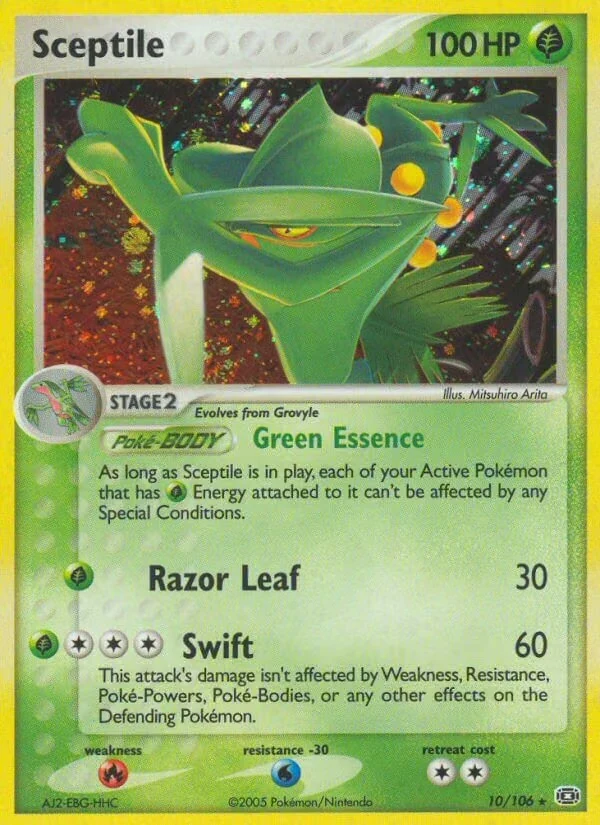 Sceptile
100 HP
Illus. Mitsuhiro Arita
STAGE 2
Evolves from Grovyle
Poké-BODY Green Essence
As long as Sceptile is in play, each of your Active Pokémon
that has Energy attached to it can't be affected by any
Special Conditions.
Razor Leaf 30
Swift 60
This attack's damage isn't affected by Weakness, Resistance,
Poké-Powers, Poké-Bodies, or any other effects on the
Defending Pokémon.
weakness resistance -30 retreat cost
AJ2-EBG-HHC ©2005 Pokémon/Nintendo 10/106 ★